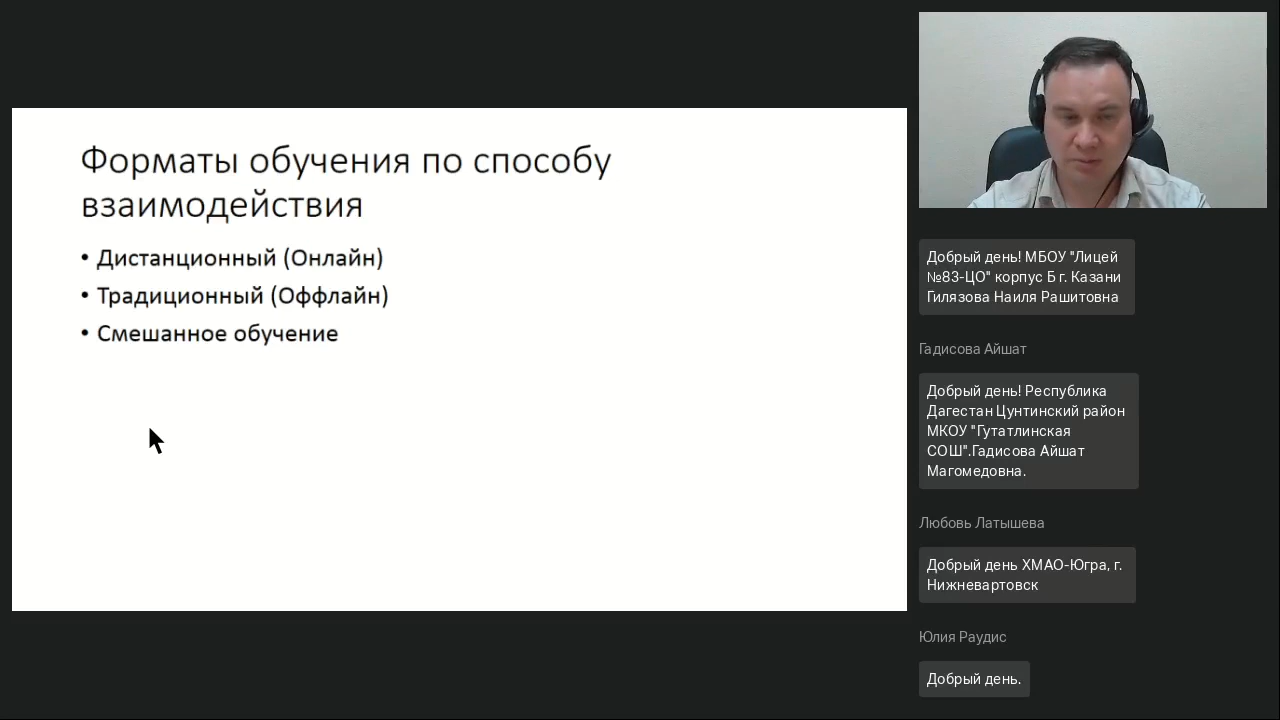 Форматы обучения по способу
взаимодействия
• Дистанционный (Онлайн)
• Традиционный (Оффлайн)
• Смешанное обучение
Добрый день! МБОУ "Лицей
№83-ЦО" корпус Б г. Казани
Гилязова Наиля Рашитовна
Гадисова Айшат
Добрый день! Республика
Дагестан Цунтинский район
МКОУ "Гутатлинская
СОШ".Гадисова Айшат
Магомедовна.
Любовь Латышева
Добрый день ХМАО-Югра, г.
Нижневартовск
Юлия Раудис
Добрый день.